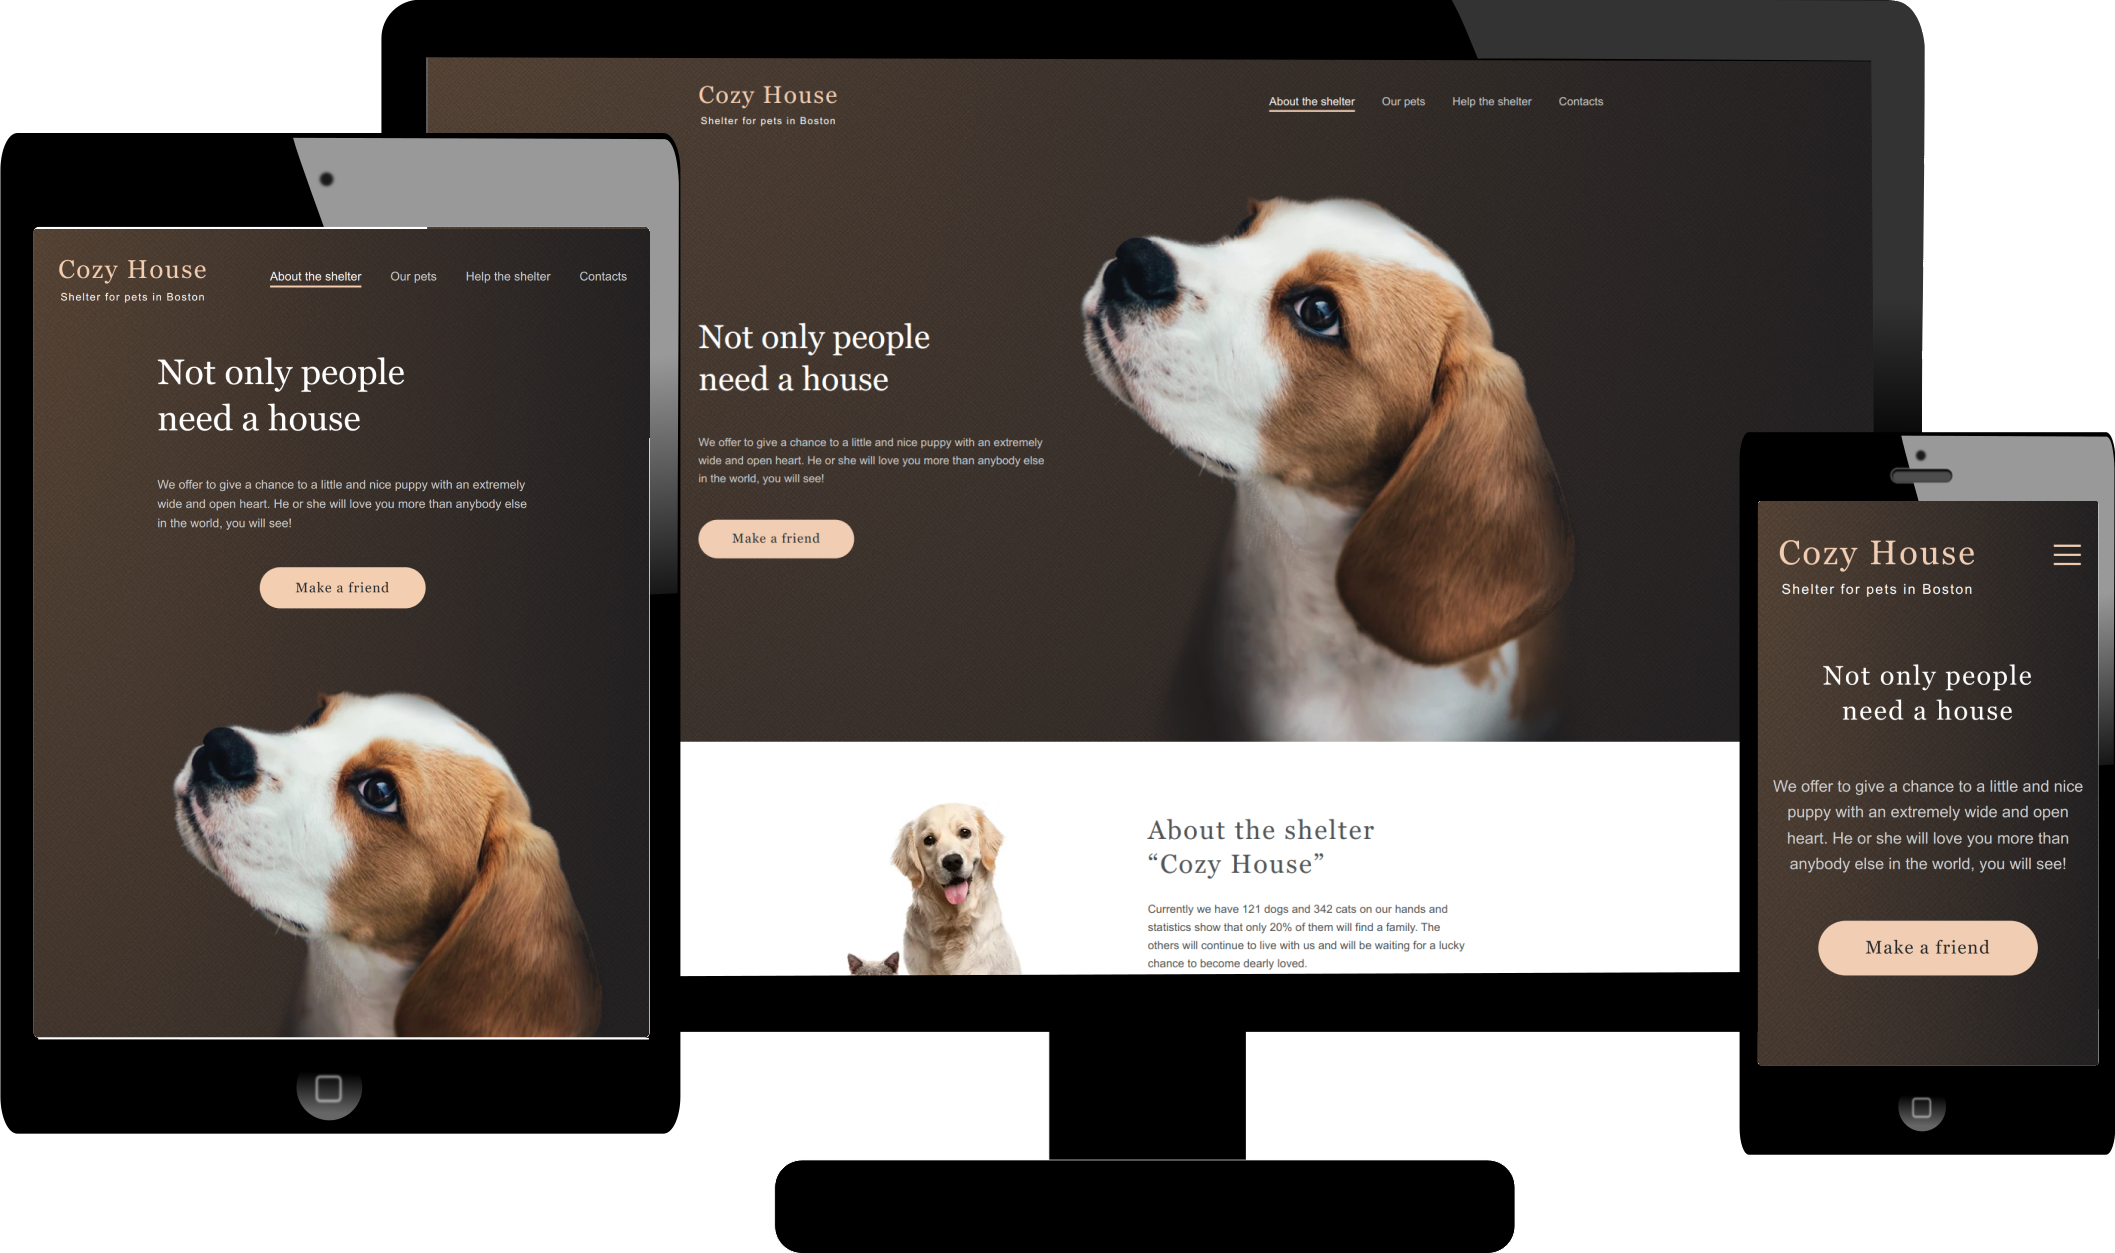 Cozy House
Shelter for pets in Boston
About the shelter Our pets Help the shelter Contacts
Not only people
need a house
We offer to give a chance to a little and nice puppy with an extremely
wide and open heart. He or she will love you more than anybody else
in the world, you will see!
Make a friend
About the shelter
“Cozy House”
Currently we have 121 dogs and 342 cats on our hands and
statistics show that only 20% of them will find a family. The
others will continue to live with us and will be waiting for a lucky
chance to become dearly loved.
Cozy House
Shelter for pets in Boston
About the shelter Our pets Help the shelter Contacts
Not only people
need a house
We offer to give a chance to a little and nice puppy with an extremely
wide and open heart. He or she will love you more than anybody else
in the world, you will see!
Make a friend
Cozy House
Shelter for pets in Boston
Not only people
need a house
We offer to give a chance to a little and nice
puppy with an extremely wide and open
heart. He or she will love you more than
anybody else in the world, you will see!
Make a friend